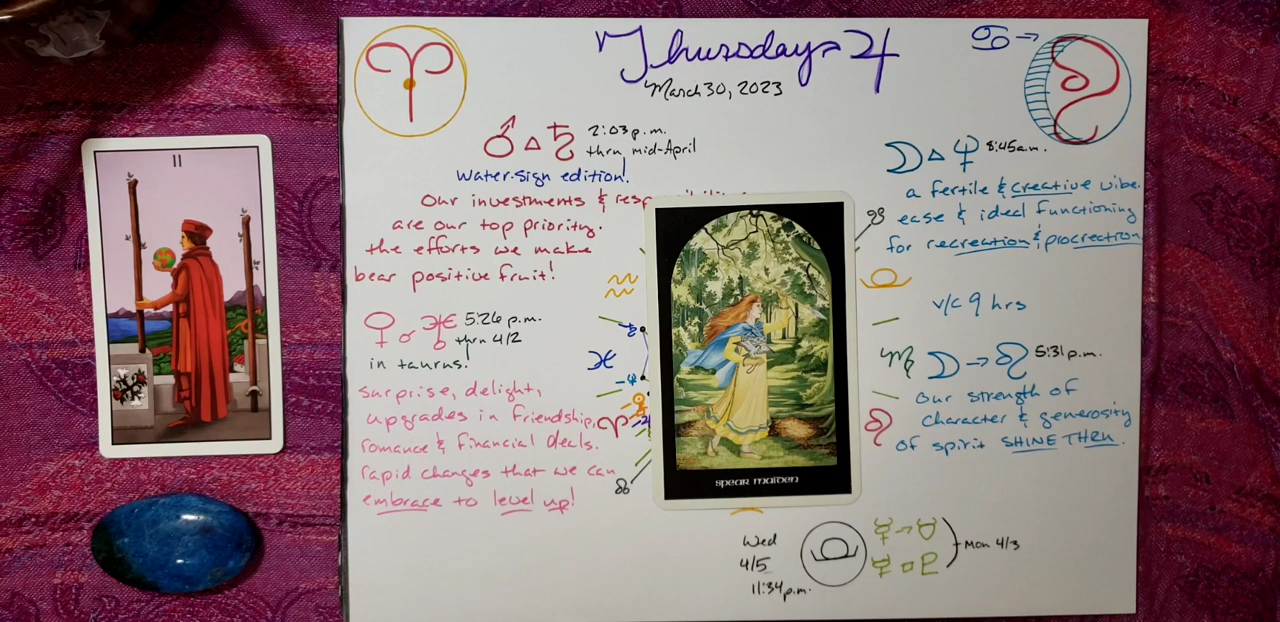 Thursday = ♃
March 30, 2023
♋ →
♂ △ ♄ 2:03 p.m.
thru mid-April
Water-sign edition!
Our investments &
are our top priority.
the efforts we make
bear positive fruit!
♀ ☌ ♅ 5:26 p.m.
thru 4/2
in taurus!
surprise, delight,
upgrades in friendship,
romance & financial deals.
rapid changes that we can
embrace to level up!
II
SPEAR MAIDEN
☽ △ ♆ 8:45 a.m.
a fertile & creative vibe.
ease & ideal functioning
for recreation & procreation
v/c 9 hrs
☽ → ♌ 5:31 p.m.
our strength of
character & generosity
of spirit SHINE THRU.
Wed
4/5
11:34 p.m.
☿ → ♉
☿ □ ♇
Mon 4/3